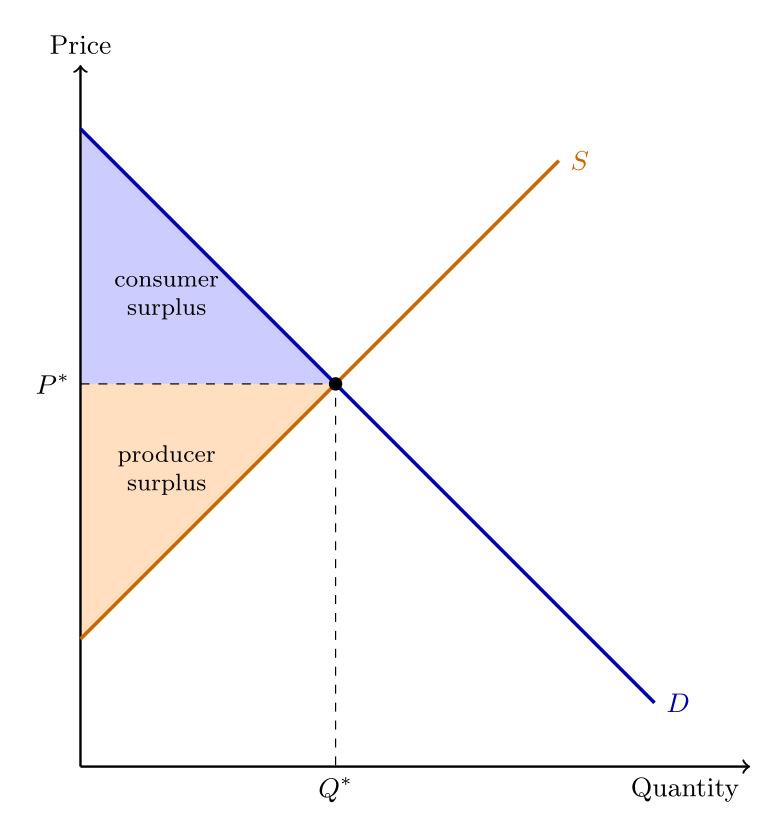 Price
S
consumer
surplus
P*
producer
surplus
D
Q*
Quantity